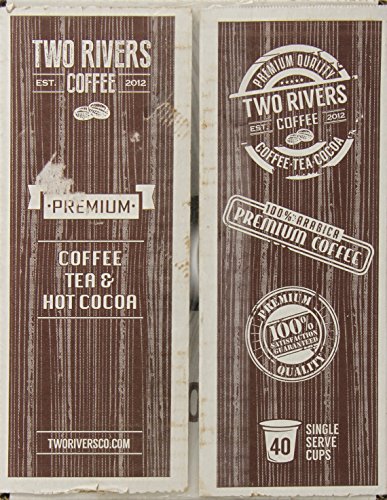 TWO RIVERS
EST. COFFEE 2012
PREMIUM
COFFEE
TEA &
HOT COCOA
TWORIVERSCO.COM
PREMIUM QUALITY
TWO RIVERS
EST. COFFEE 2012
COFFEE·TEA·COCOA
100% ARABICA
PREMIUM COFFEE
PREMIUM
100%
SATISFACTION
GUARANTEED
QUALITY
40
SINGLE
SERVE
CUPS